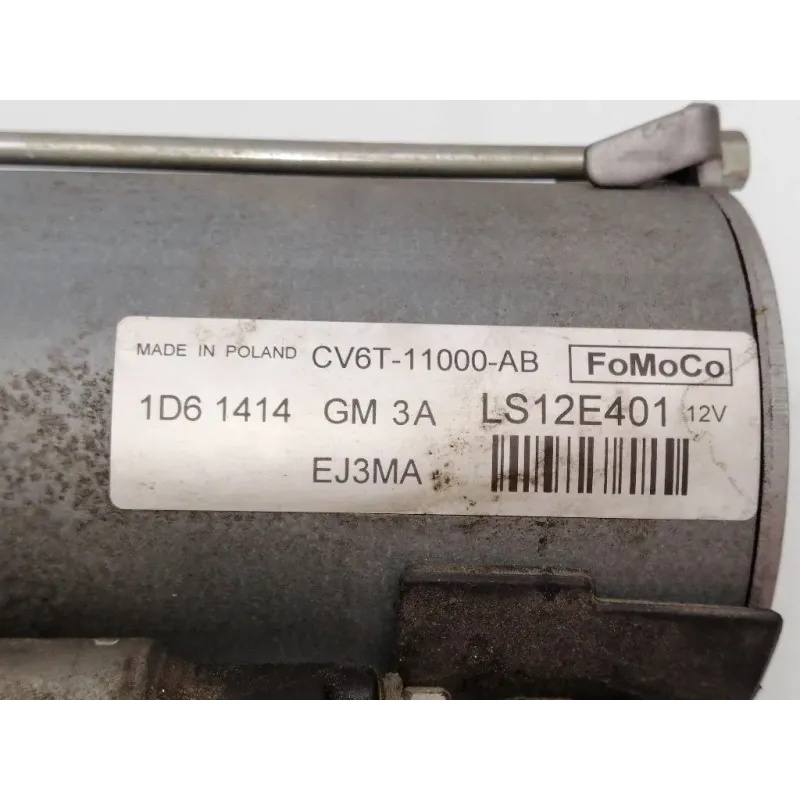 MADE IN POLAND CV6T-11000-AB FoMoCo
1D6 1414 GM 3A LS12E401 12V
EJ3MA